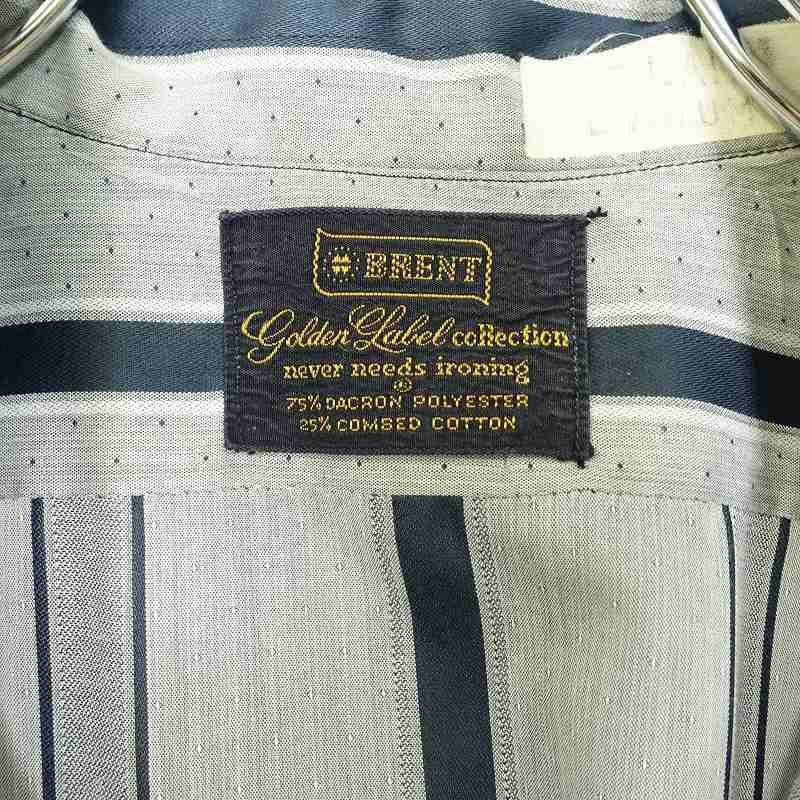 BRENT
Golden Label collection
never needs ironing
®
75% DACRON POLYESTER
25% COMBED COTTON